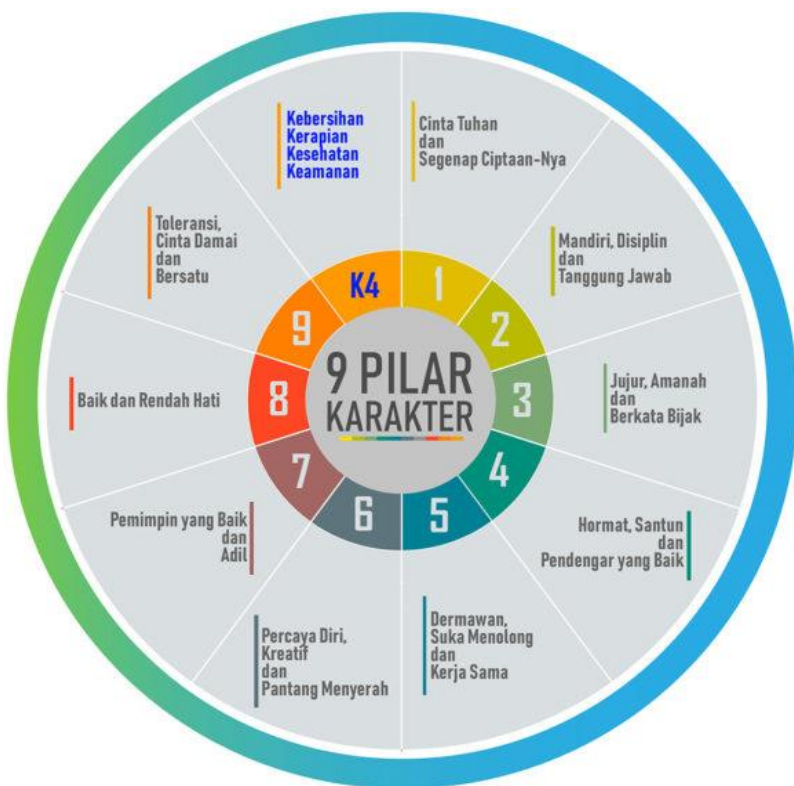 9 PILAR
KARAKTER
1
Cinta Tuhan
dan
Segenap Ciptaan-Nya
2
Mandiri, Disiplin
dan
Tanggung Jawab
3
Jujur, Amanah
dan
Berkata Bijak
4
Hormat, Santun
dan
Pendengar yang Baik
5
Dermawan,
Suka Menolong
dan
Kerja Sama
6
Percaya Diri,
Kreatif
dan
Pantang Menyerah
7
Pemimpin yang Baik
dan
Adil
8
Baik dan Rendah Hati
9
Toleransi,
Cinta Damai
dan
Bersatu
K4
Kebersihan
Kerapian
Kesehatan
Keamanan